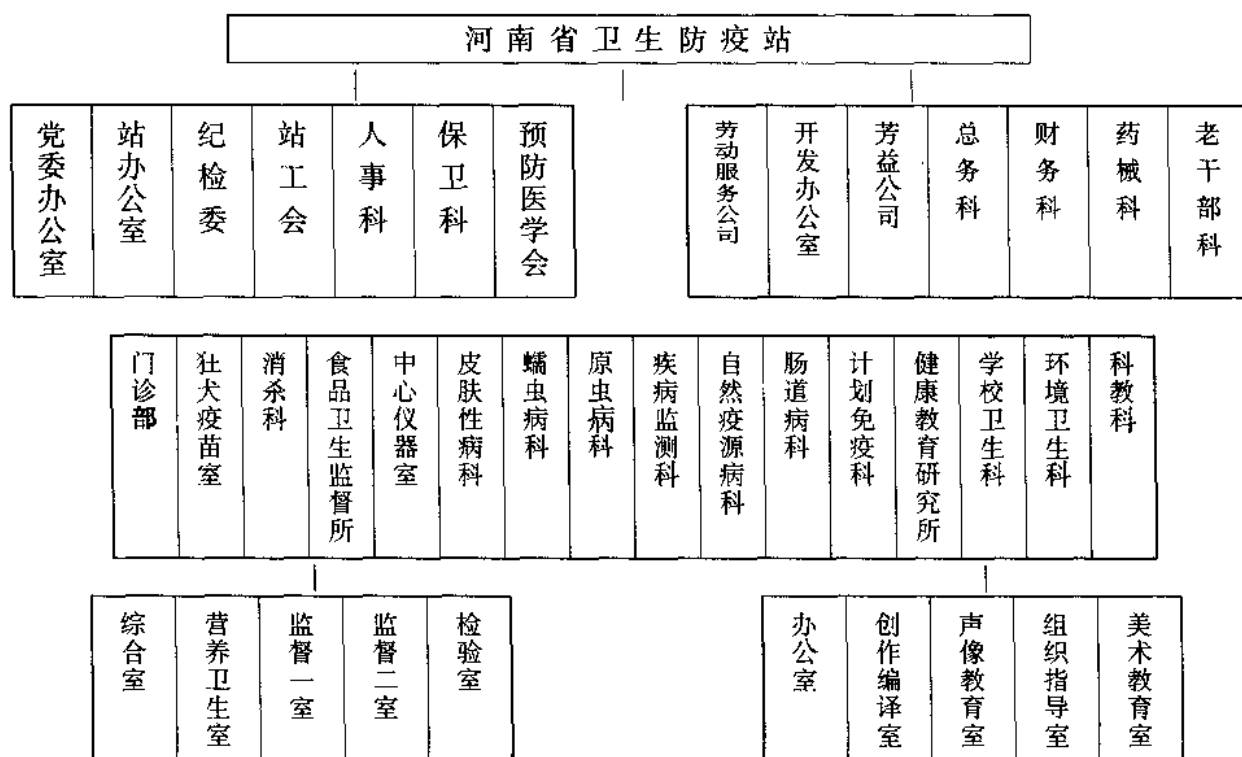 河南省卫生防疫站
党委办公室
站办公室
纪检委
站工会
人事科
保卫科
预防医学会
劳动服务公司
开发办公室
芳益公司
总务科
财务科
药械科
老干部科
门诊部
狂犬疫苗室
消杀科
食品卫生监督所
中心仪器室
皮肤性病科
蠕虫病科
原虫病科
疾病监测科
自然疫源病科
肠道病科
计划免疫科
健康教育研究所
学校卫生科
环境卫生科
科教科
综合室
营养卫生室
监督一室
监督二室
检验室
办公室
创作编译室
声像教育室
组织指导室
美术教育室